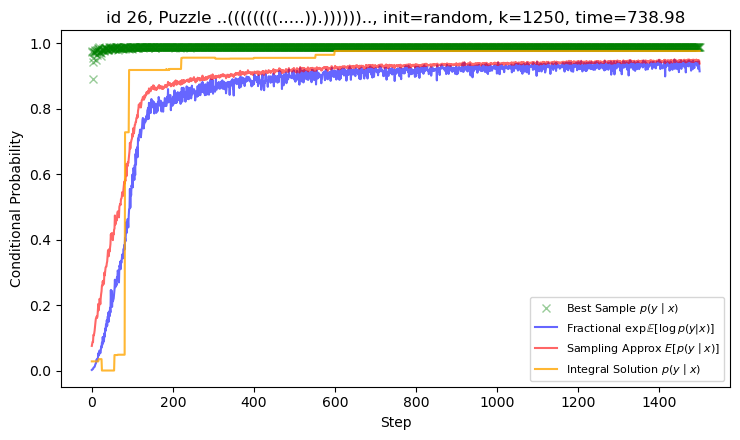 id 26, Puzzle ..((((((((.....)).)))))).., init=random, k=1250, time=738.98
Conditional Probability
1.0
0.8
0.6
0.4
0.2
0.0
0
200
400
600
800
1000
1200
1400
Step
Best Sample p(y | x)
Fractional exp 𝔼[log p(y|x)]
Sampling Approx E[p(y | x)]
Integral Solution p(y | x)